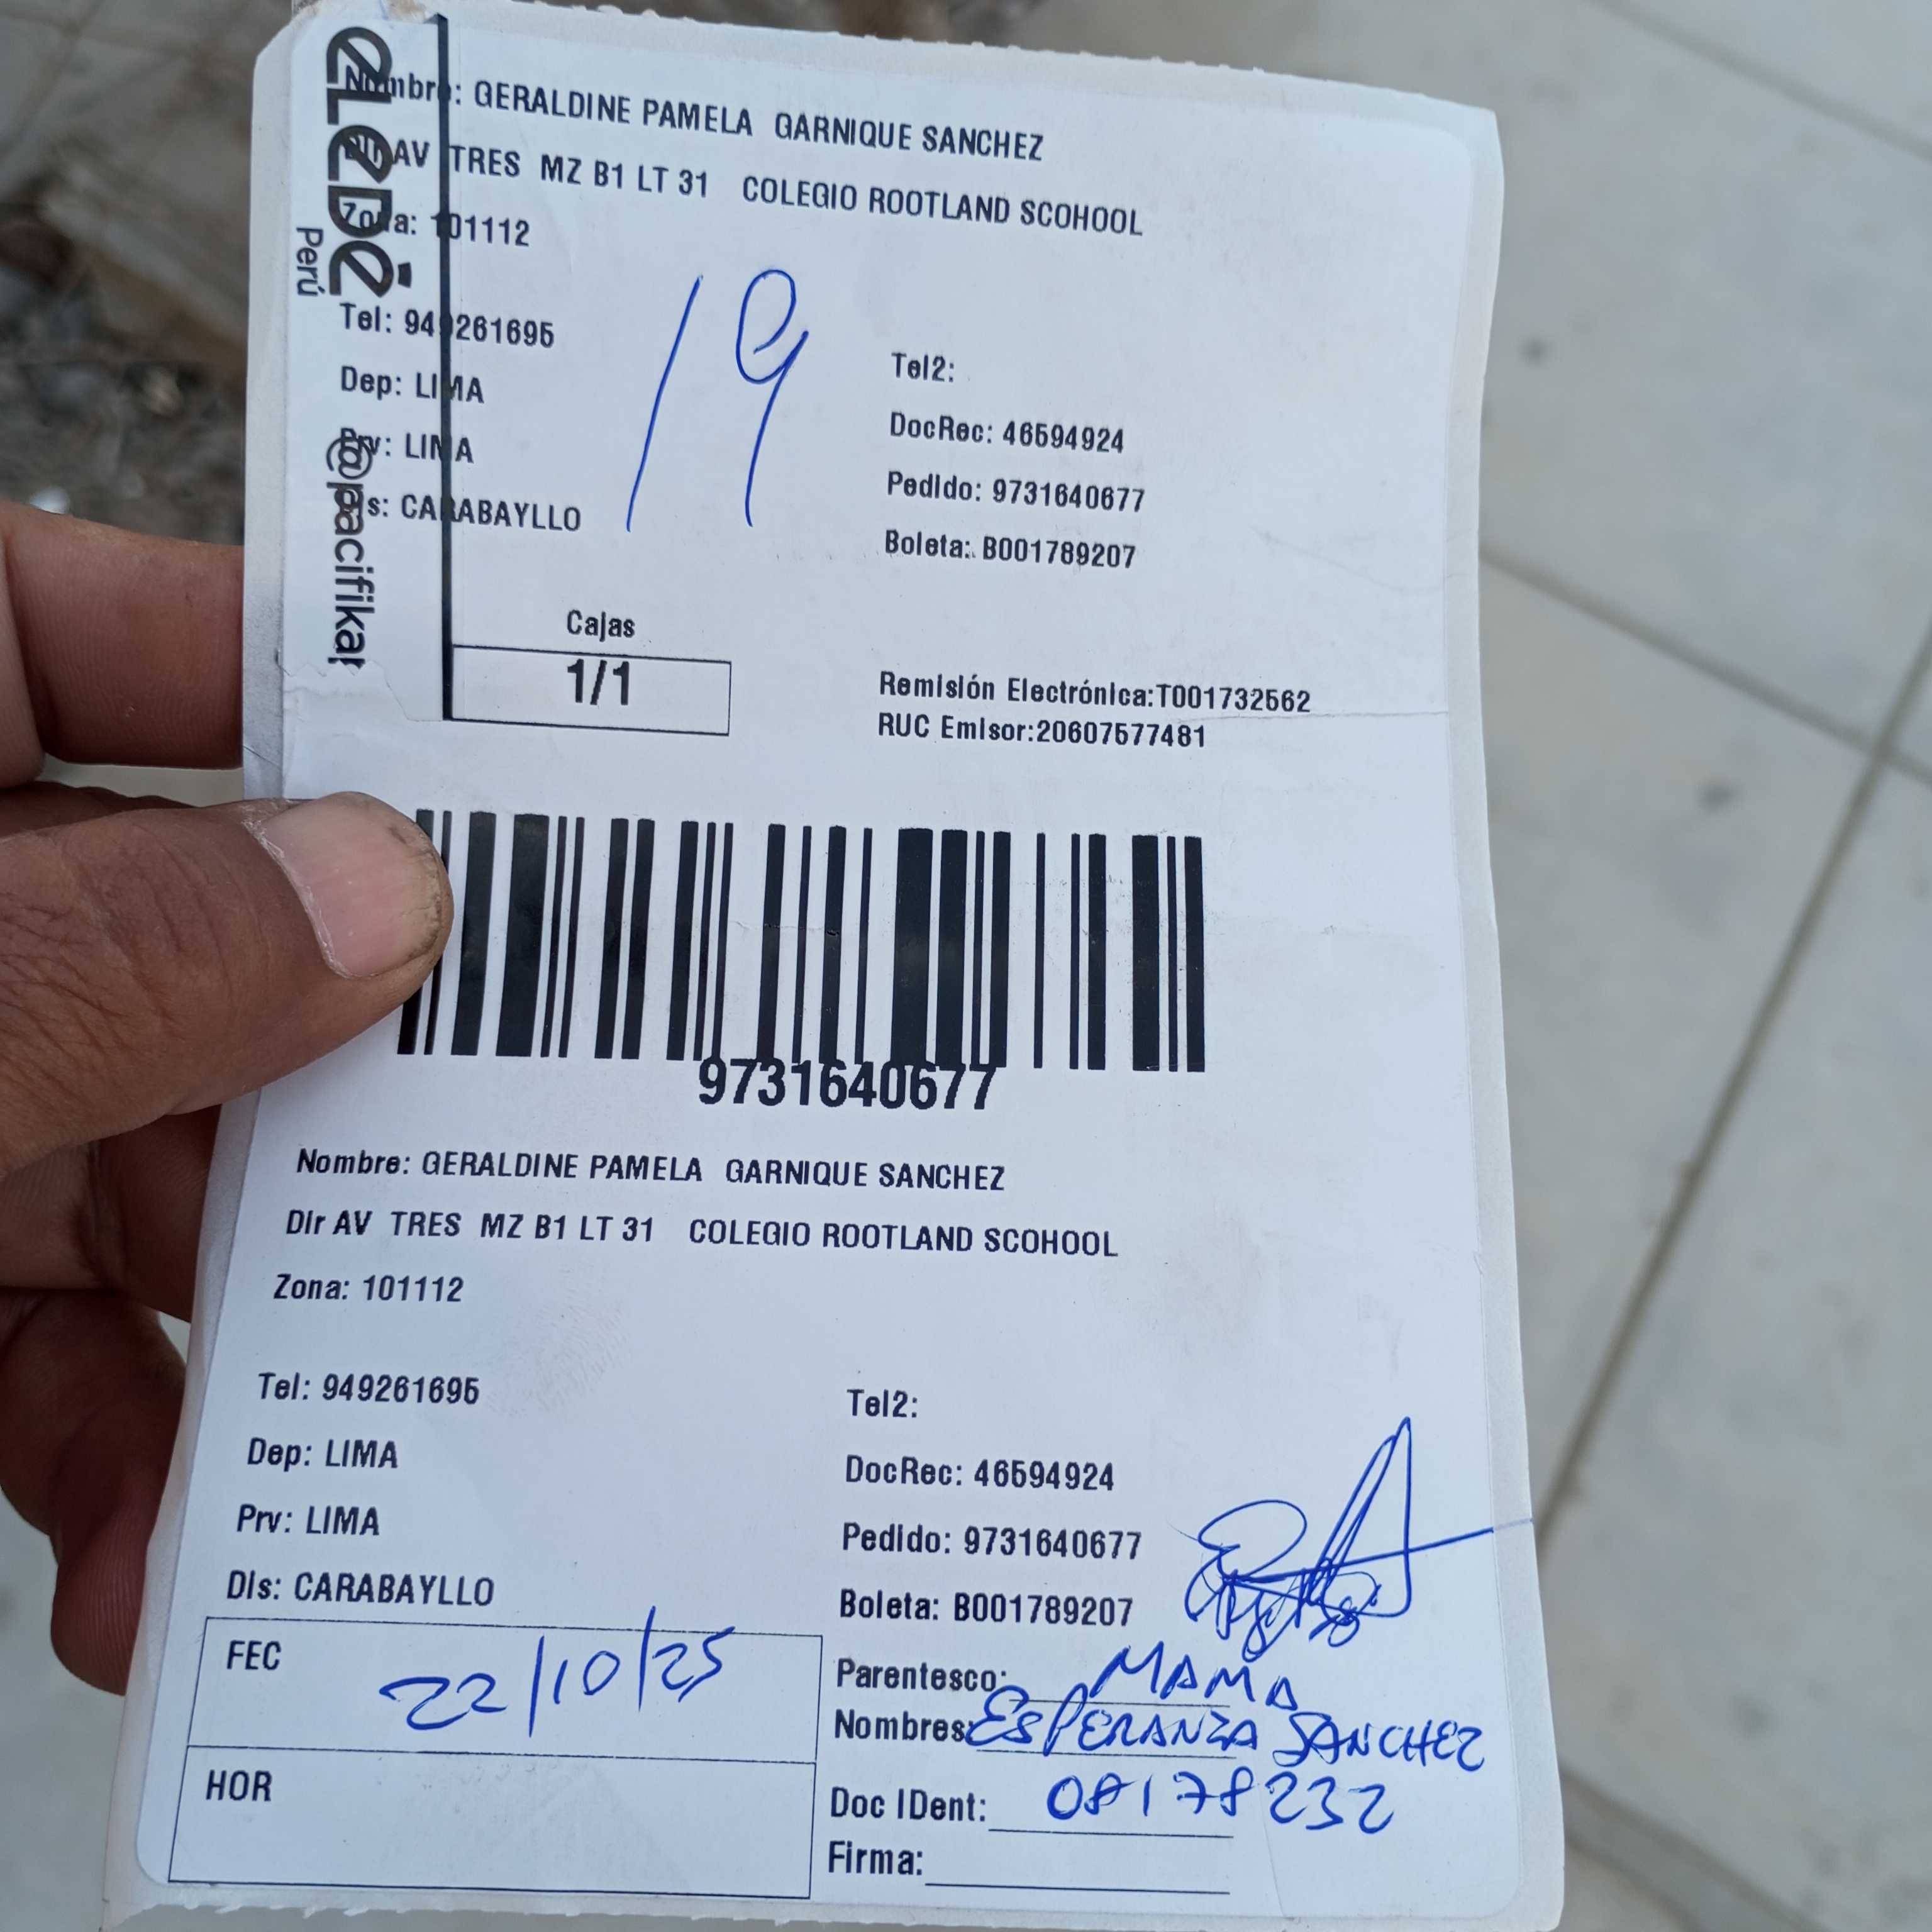 eLeDé
Perú
@pacifikar
Nombre: GERALDINE PAMELA GARNIQUE SANCHEZ
Dir AV TRES MZ B1 LT 31 COLEGIO ROOTLAND SCOHOOL
Zona: 101112
19
Tel: 949261695
Tel2:
Dep: LIMA
DocRec: 46594924
Prv: LIMA
Pedido: 9731640677
Dis: CARABAYLLO
Boleta: B001789207
Cajas
1/1
Remisión Electrónica:T001732562
RUC Emisor:20607577481
9731640677
Nombre: GERALDINE PAMELA GARNIQUE SANCHEZ
Dir AV TRES MZ B1 LT 31 COLEGIO ROOTLAND SCOHOOL
Zona: 101112
Tel: 949261695
Tel2:
Dep: LIMA
DocRec: 46594924
Prv: LIMA
Pedido: 9731640677
Dis: CARABAYLLO
Boleta: B001789207
FEC 22/10/25
Parentesco: MAMA
Nombres: ESPERANZA SANCHEZ
HOR
Doc IDent: 08178232
Firma: